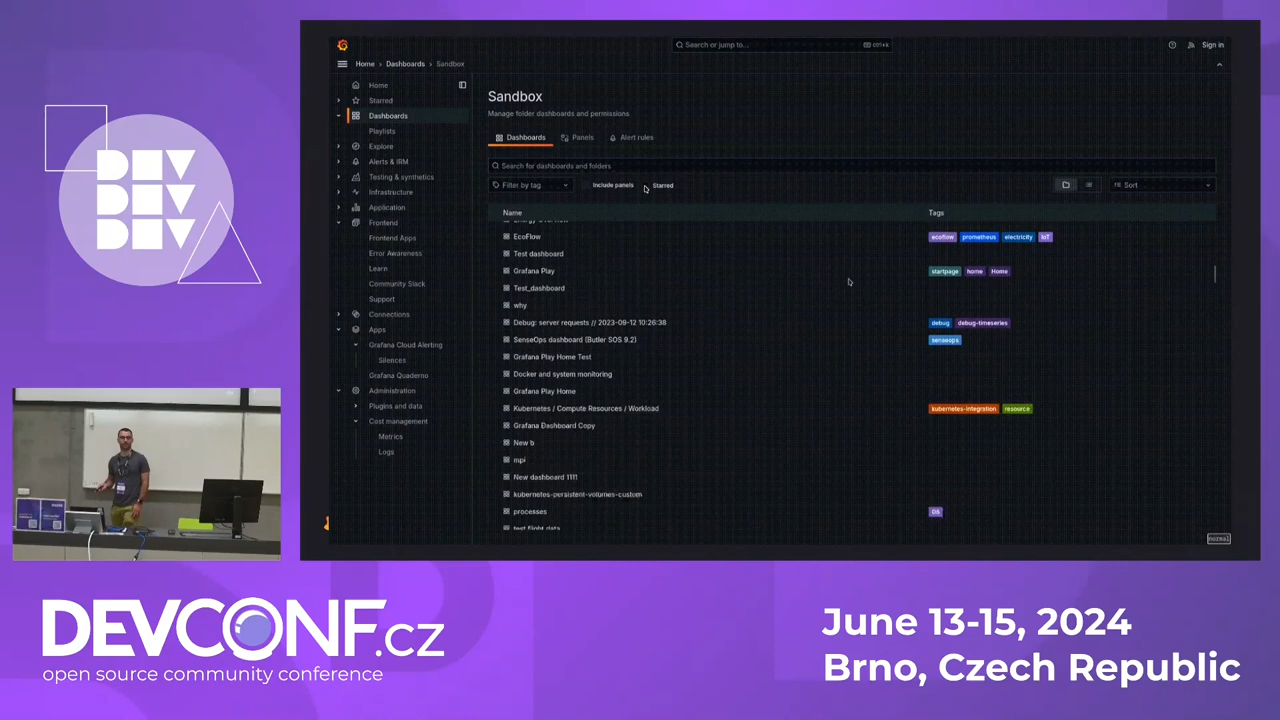 DEV
DEV
DEV
Search or jump to...
ctrl+k
Sign in
Home > Dashboards > Sandbox
Home
Starred
Dashboards
Playlists
Explore
Alerts & IRM
Testing & synthetics
Infrastructure
Application
Frontend
Frontend Apps
Error Awareness
Learn
Community Slack
Support
Connections
Apps
Grafana Cloud Alerting
Silences
Grafana Quaderno
Administration
Plugins and data
Cost management
Metrics
Logs
Sandbox
Manage folder dashboards and permissions
Dashboards Panels Alert rules
Search for dashboards and folders
Filter by tag Include panels Starred Sort
Name Tags
EcoFlow ecoflow prometheus electricity IoT
Test dashboard
Grafana Play startpage home Home
Test_dashboard
why
Debug: server requests // 2023-09-12 10:26:38 debug debug-timeseries
SenseOps dashboard (Butler SOS 9.2) senseops
Grafana Play Home Test
Docker and system monitoring
Grafana Play Home
Kubernetes / Compute Resources / Workload kubernetes-integration resource
Grafana Dashboard Copy
New b
mpi
New dashboard 1111
kubernetes-persistent-volumes-custom
processes OS
test flight data
normal
DEVCONF.cz
open source community conference
June 13-15, 2024
Brno, Czech Republic